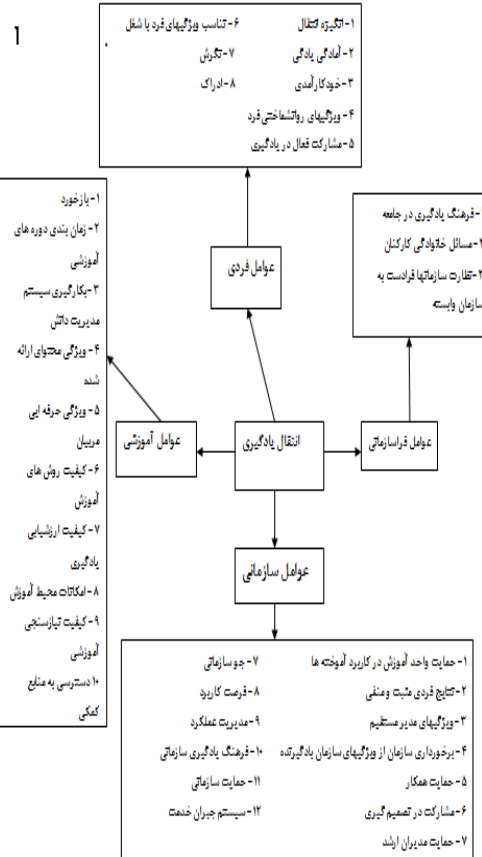 1
۱- انگیزه انتقال
۲- آمادگی یادگی
۳- خودکارآمدی
۴- ویژگیهای روانشناختی فرد
۵- مشارکت فعال در یادگیری
۶- تناسب ویژگیهای فرد با شغل
۷- نگرش
۸- ادراک
۱- فرهنگ یادگیری در جامعه
۲- مسائل خانوادگی کارکنان
۳- نظارت سازمانها فرادست به
سازمان وابسته
۱- بازخورد
۲- زمان بندی دوره های
آموزشی
۳- بکارگیری سیستم
مدیریت دانش
۴- ویژگی محتوای ارائه
شده
۵- ویژگی حرفه ایی
مربیان
۶- کیفیت روش های
آموزش
۷- کیفیت ارزشیابی
یادگیری
۸- امکانات محیط آموزش
۹- کیفیت نیازسنجی
آموزشی
۱۰ دسترسی به منابع
کمکی
عوامل فردی
عوامل فراسازمانی
انتقال یادگیری
عوامل آموزشی
عوامل سازمانی
۱- حمایت واحد آموزش در کاربرد آموخته ها
۲- نتایج فردی مثبت و منفی
۳- ویژگیهای مدیر مستقیم
۴- برخورداری سازمان از ویژگیهای سازمان یادگیرنده
۵- حمایت همکار
۶- مشارکت در تصمیم گیری
۷- حمایت مدیران ارشد
۷- جو سازمانی
۸- فرصت کاربرد
۹- مدیریت عملکرد
۱۰- فرهنگ یادگیری سازمانی
۱۱- حمایت سازمانی
۱۲- سیستم جبران خدمت